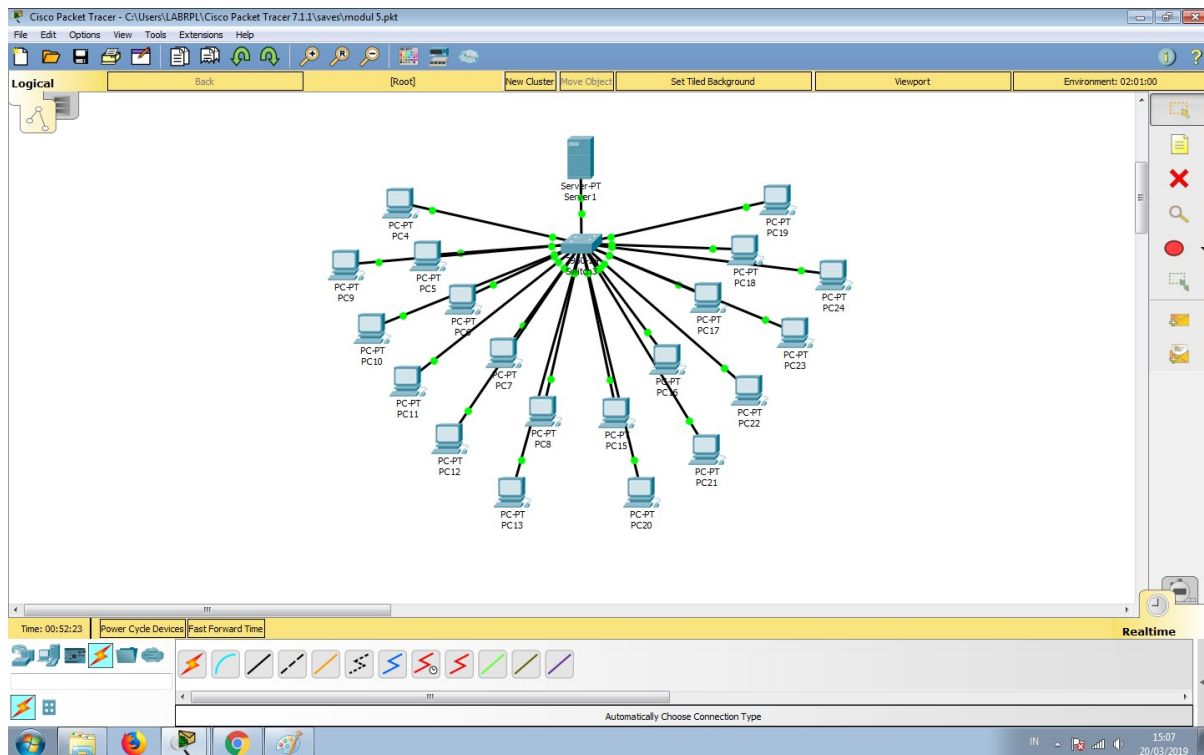 Cisco Packet Tracer - C:\Users\LABRPL\Cisco Packet Tracer 7.1.1\saves\modul 5.pkt
File Edit Options View Tools Extensions Help
Logical Back [Root] New Cluster Move Object Set Tiled Background Viewport Environment: 02:01:00
Server-PT
Server1
PC-PT
PC4
PC-PT
PC19
Switch3
PC-PT
PC9
PC-PT
PC5
PC-PT
PC18
PC-PT
PC24
PC-PT
PC6
PC-PT
PC17
PC-PT
PC10
PC-PT
PC23
PC-PT
PC7
PC-PT
PC16
PC-PT
PC11
PC-PT
PC22
PC-PT
PC8
PC-PT
PC15
PC-PT
PC12
PC-PT
PC21
PC-PT
PC13
PC-PT
PC20
Time: 00:52:23 Power Cycle Devices Fast Forward Time Realtime
Automatically Choose Connection Type
IN 15:07
20/03/2019